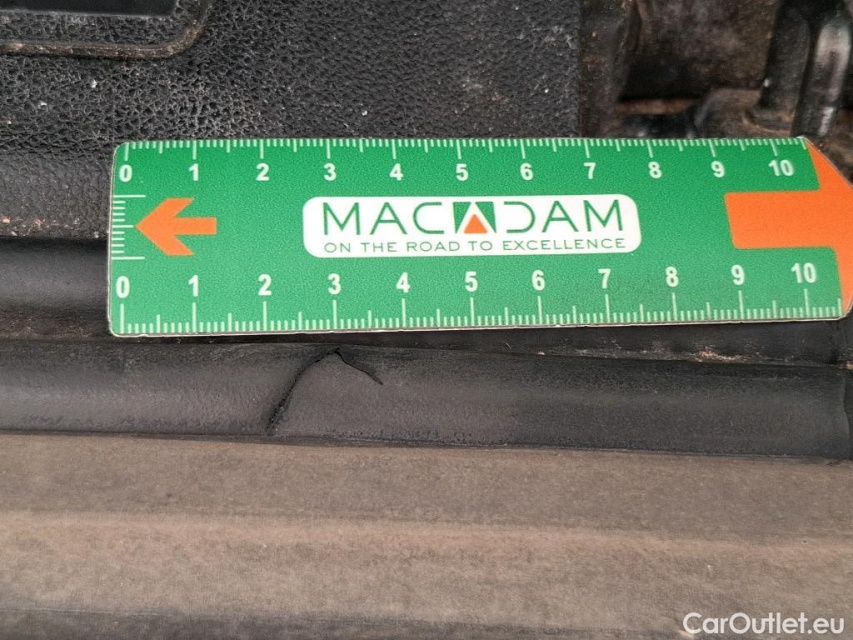 0 1 2 3 4 5 6 7 8 9 10
MACADAM
ON THE ROAD TO EXCELLENCE
0 1 2 3 4 5 6 7 8 9 10
CarOutlet.eu